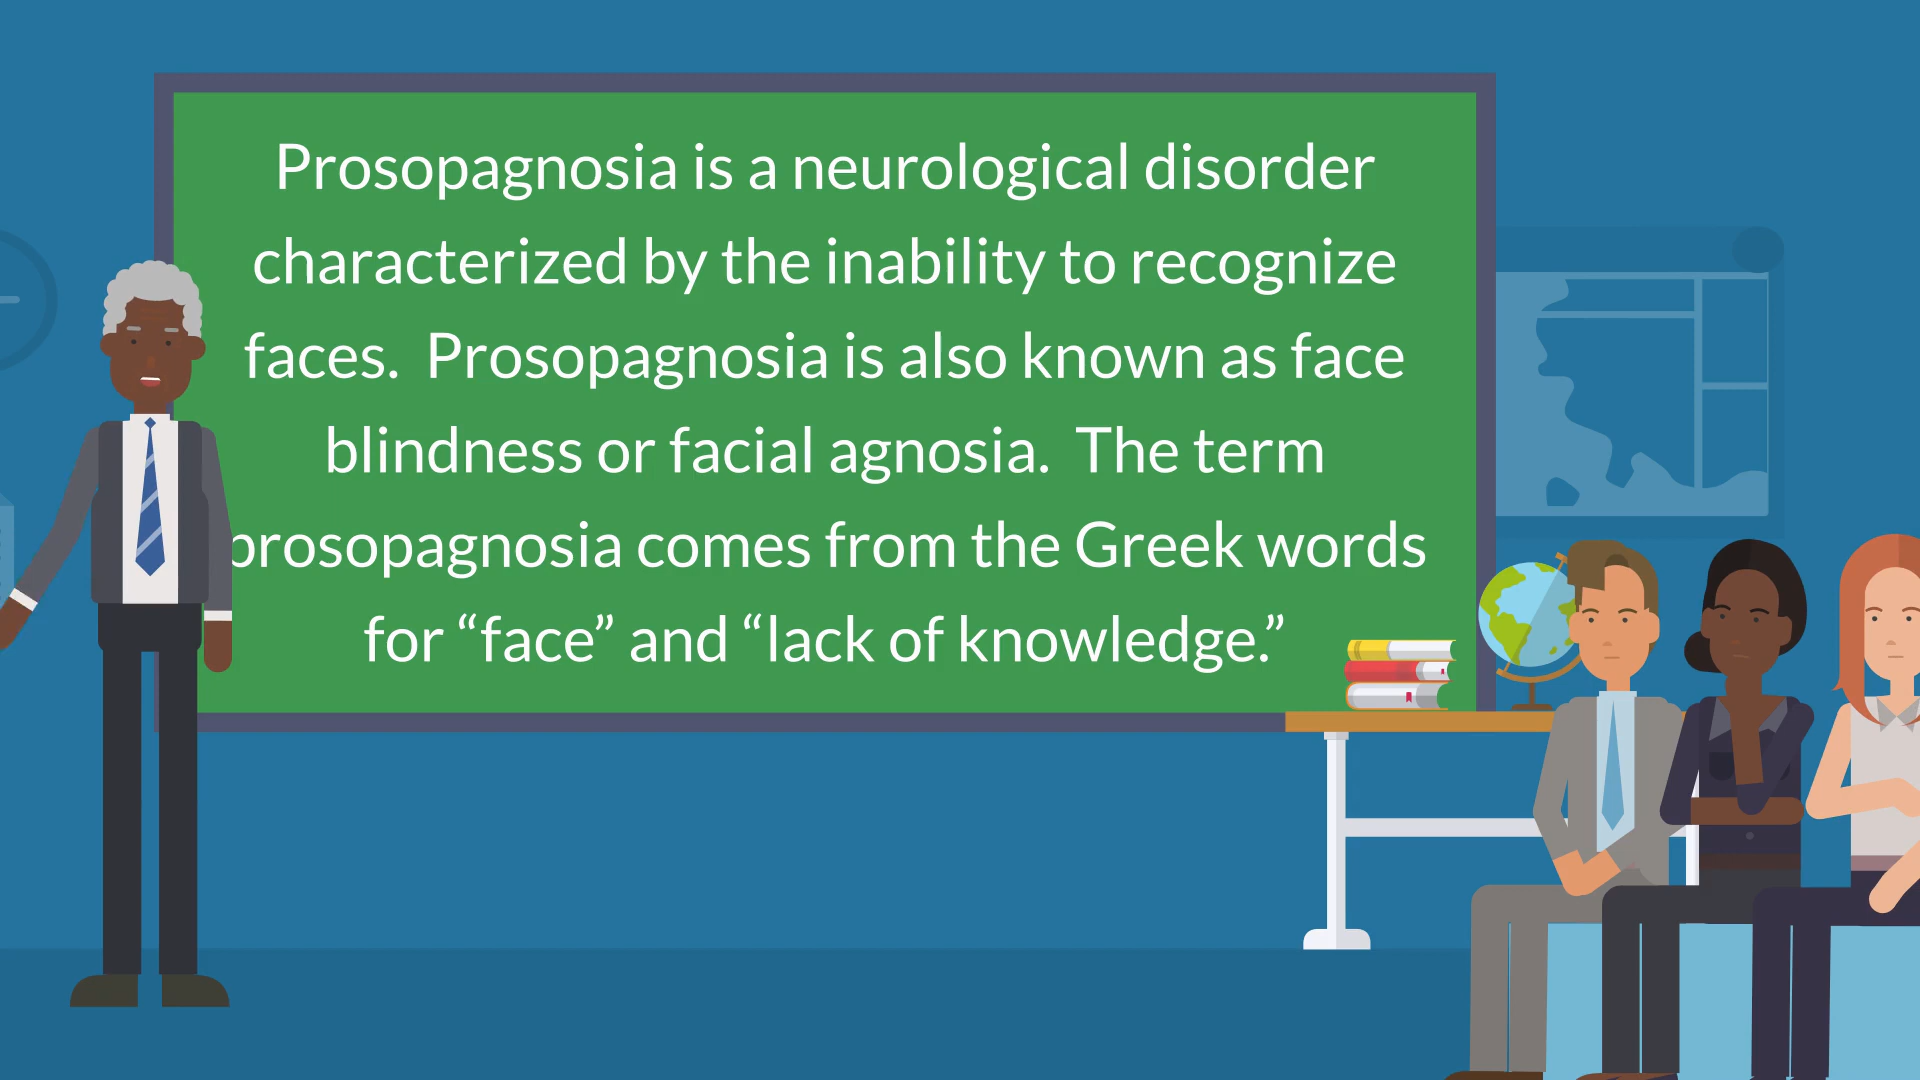 Prosopagnosia is a neurological disorder
characterized by the inability to recognize
faces.  Prosopagnosia is also known as face
blindness or facial agnosia.  The term
prosopagnosia comes from the Greek words
for “face” and “lack of knowledge.”